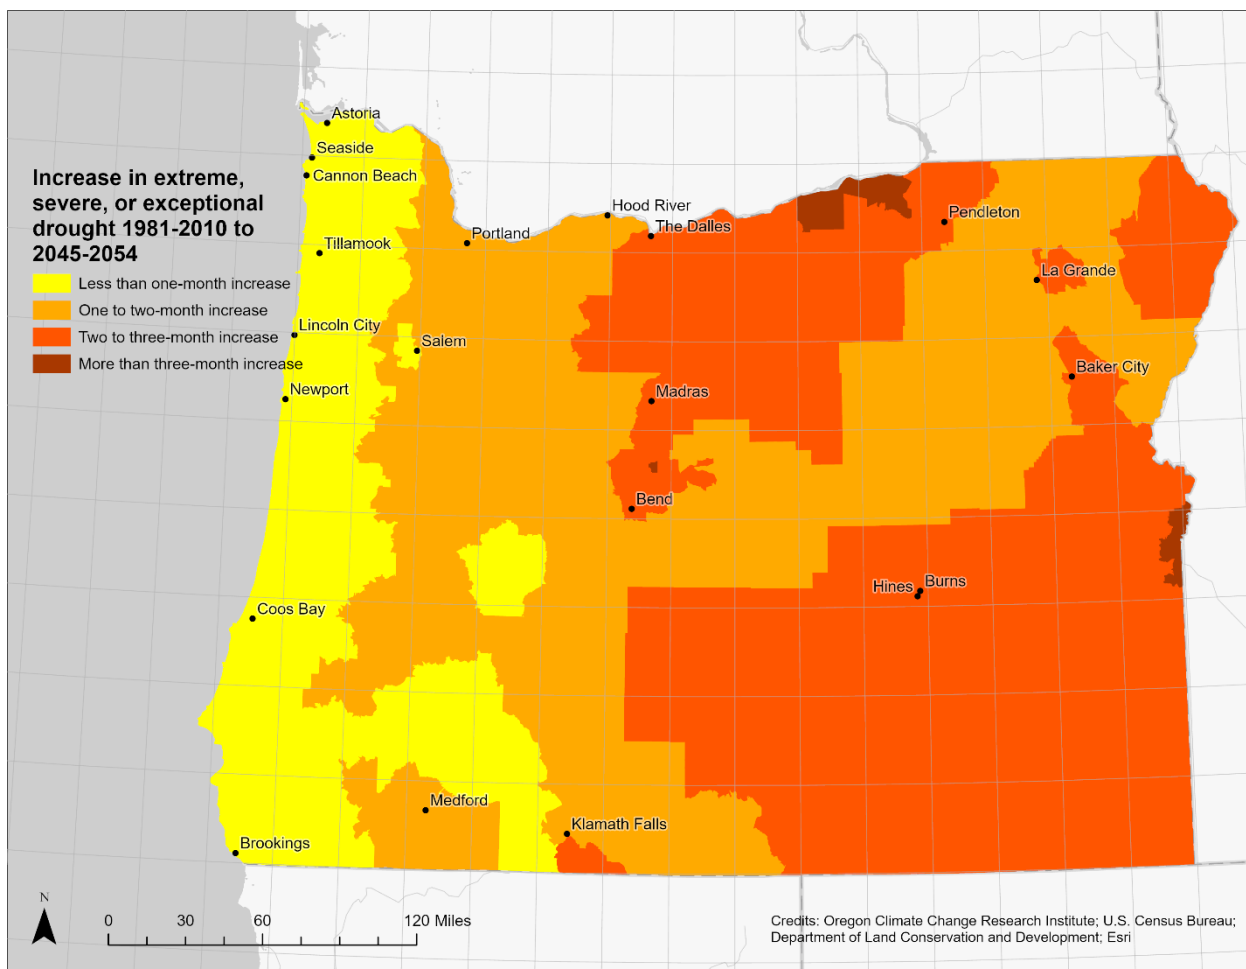 Astoria
Seaside
Cannon Beach
Increase in extreme,
severe, or exceptional
drought 1981-2010 to
2045-2054
Less than one-month increase
One to two-month increase
Two to three-month increase
More than three-month increase
Hood River
The Dalles
Pendleton
Portland
Tillamook
La Grande
Lincoln City
Salem
Baker City
Newport
Madras
Bend
Hines
Burns
Coos Bay
Medford
Klamath Falls
Brookings
N
0 30 60 120 Miles
Credits: Oregon Climate Change Research Institute; U.S. Census Bureau;
Department of Land Conservation and Development; Esri